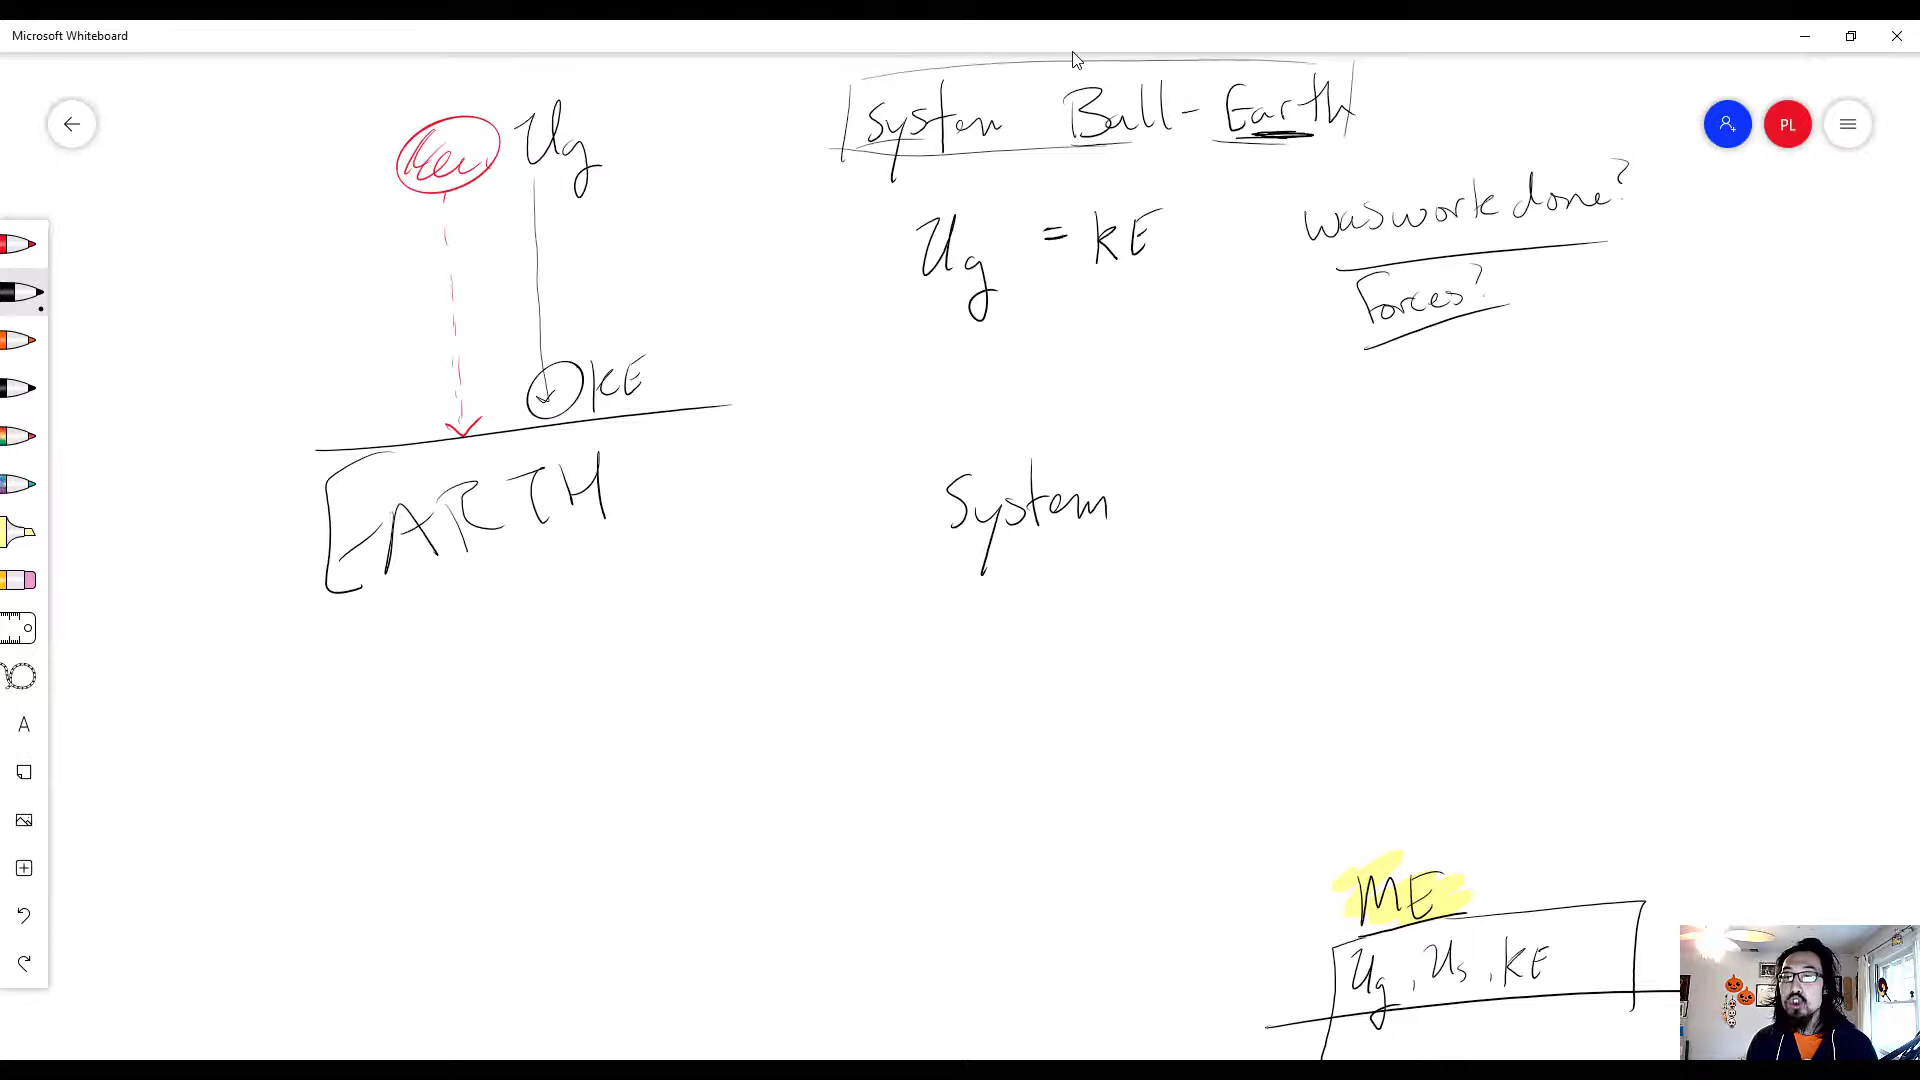 Microsoft Whiteboard
system Ball - Earth
Ug
PL
was work done?
Ug = KE
Forces?
KE
EARTH
System
A
ME
Ug, Us, KE